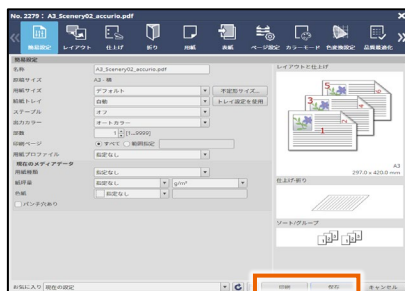 No. 2279 : A3_Scenery02_accurio.pdf
簡易設定 レイアウト 仕上げ 折り 用紙 表紙 ページ設定 カラーモード 色変換設定 品質最適化
簡易設定
名称 A3_Scenery02_accurio.pdf
原稿サイズ A3 - 横
用紙サイズ デフォルト 不定形サイズ...
給紙トレイ 自動 トレイ設定を使用
ステープル オフ
出力カラー オートカラー
部数 1 [1...9999]
印刷ページ すべて 範囲指定
用紙プロファイル 指定なし
現在のメディアデータ
用紙種類 指定なし
紙坪量 指定なし g/m²
色紙 指定なし
パンチ穴あり
レイアウトと仕上げ
5
3
1
A3
297.0 x 420.0 mm
仕上げ-折り
ソート/グループ
お気に入り 現在の設定 印刷 保存 キャンセル